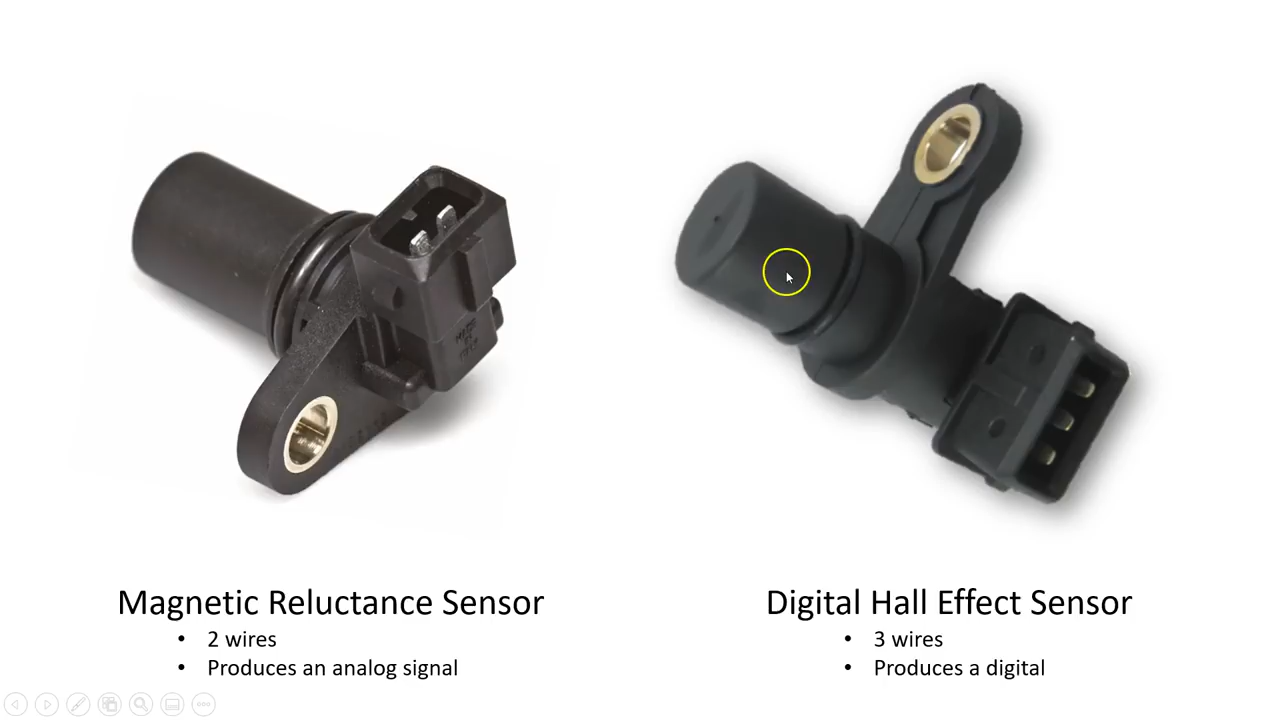 Magnetic Reluctance Sensor
• 2 wires
• Produces an analog signal
Digital Hall Effect Sensor
• 3 wires
• Produces a digital